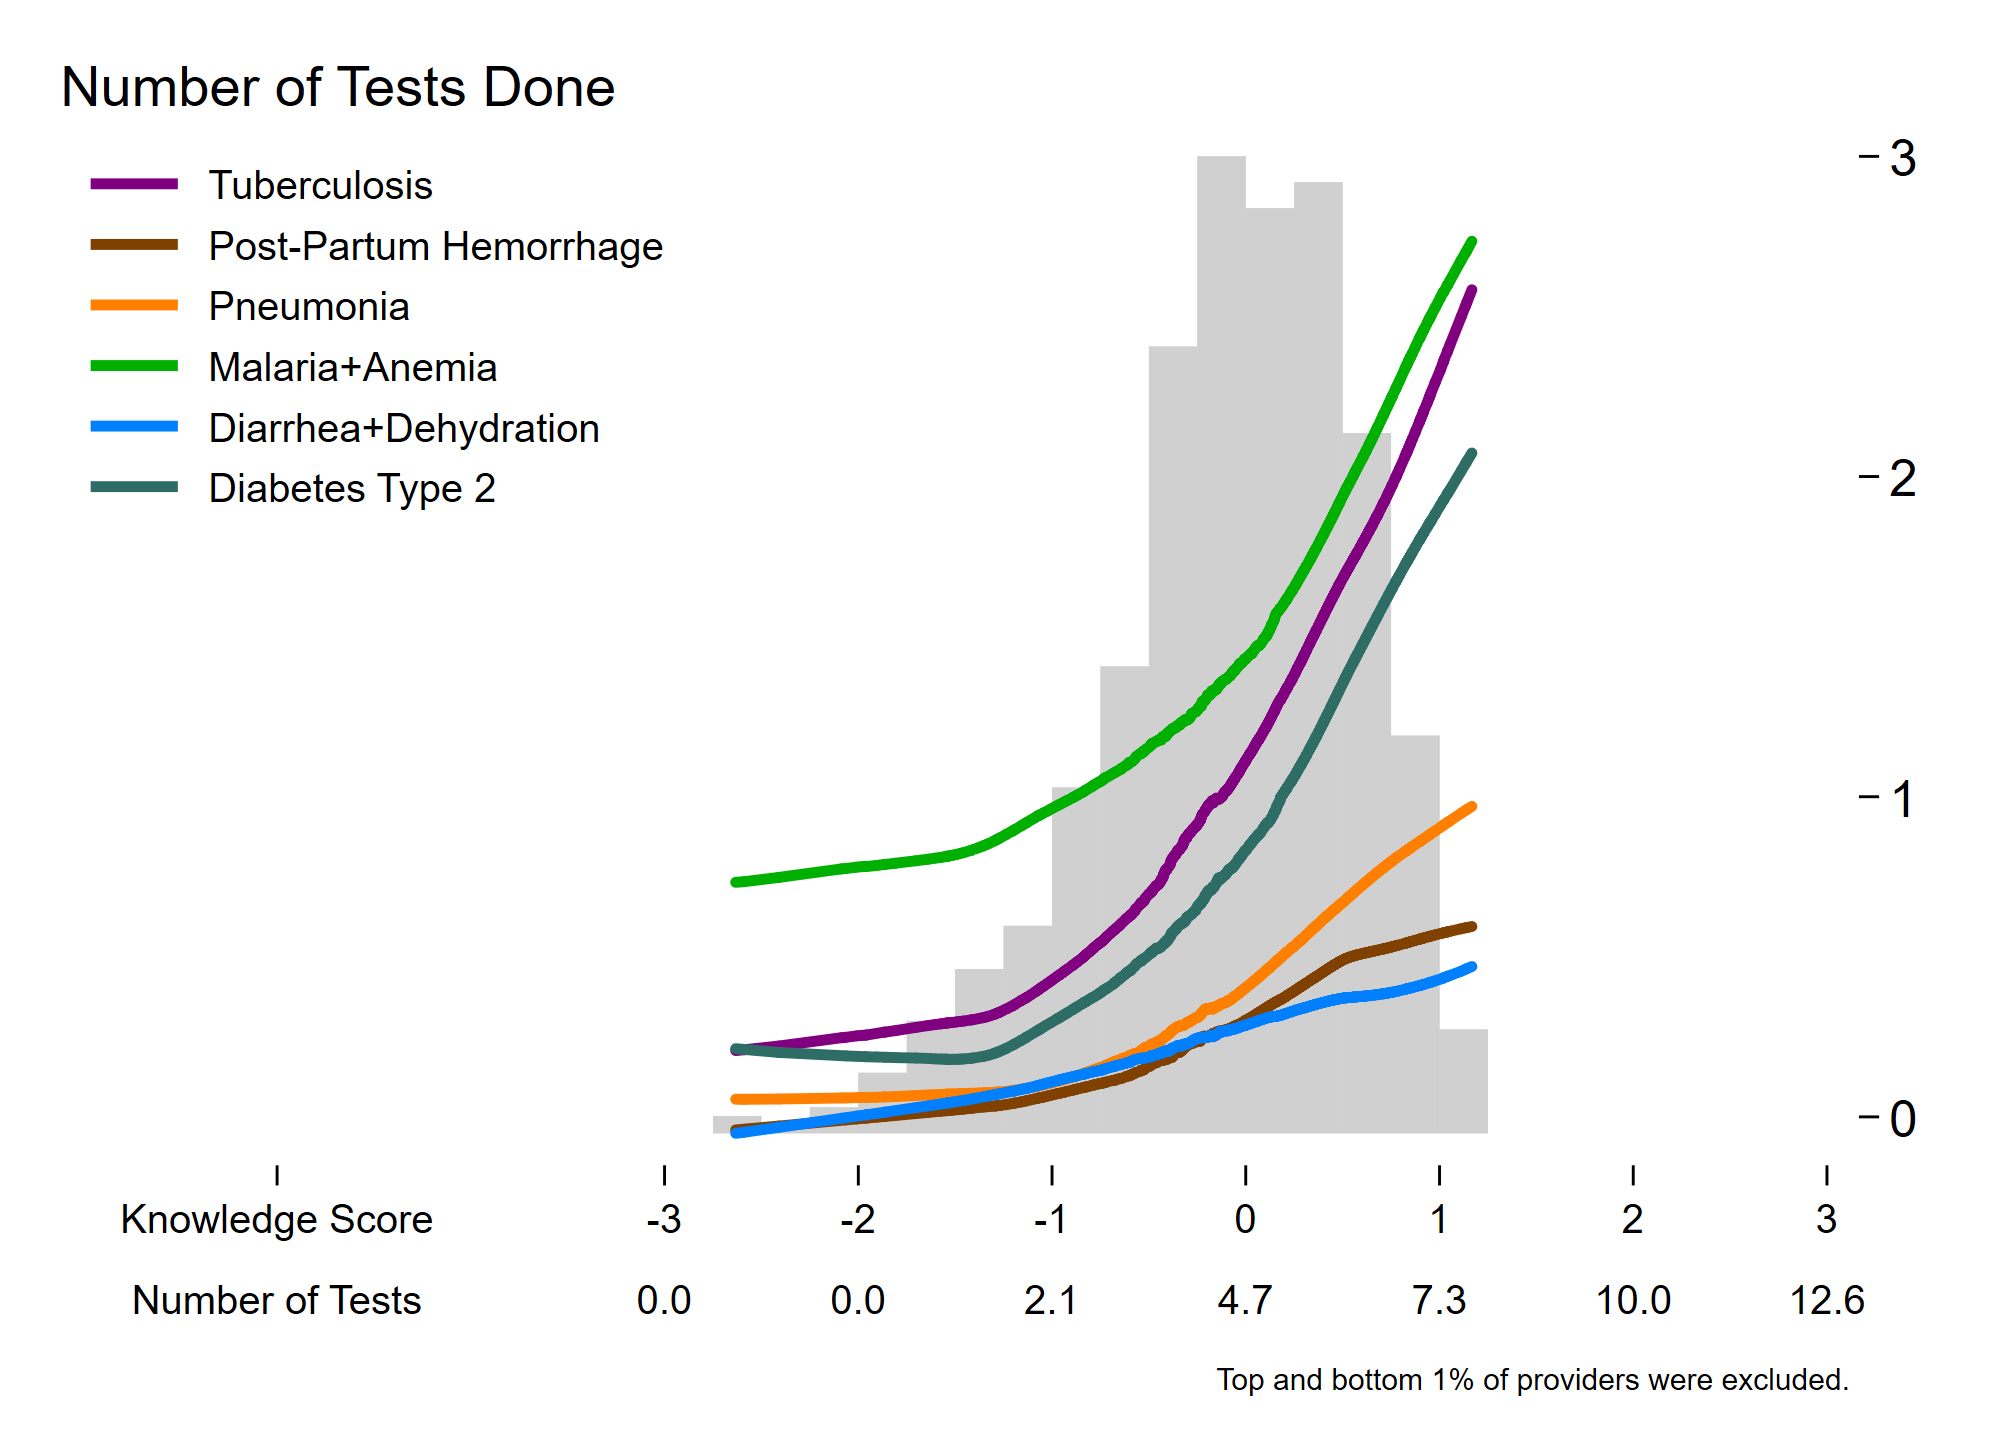 Number of Tests Done
Tuberculosis
Post-Partum Hemorrhage
Pneumonia
Malaria+Anemia
Diarrhea+Dehydration
Diabetes Type 2
3
2
1
0
Knowledge Score -3 -2 -1 0 1 2 3
Number of Tests 0.0 0.0 2.1 4.7 7.3 10.0 12.6
Top and bottom 1% of providers were excluded.